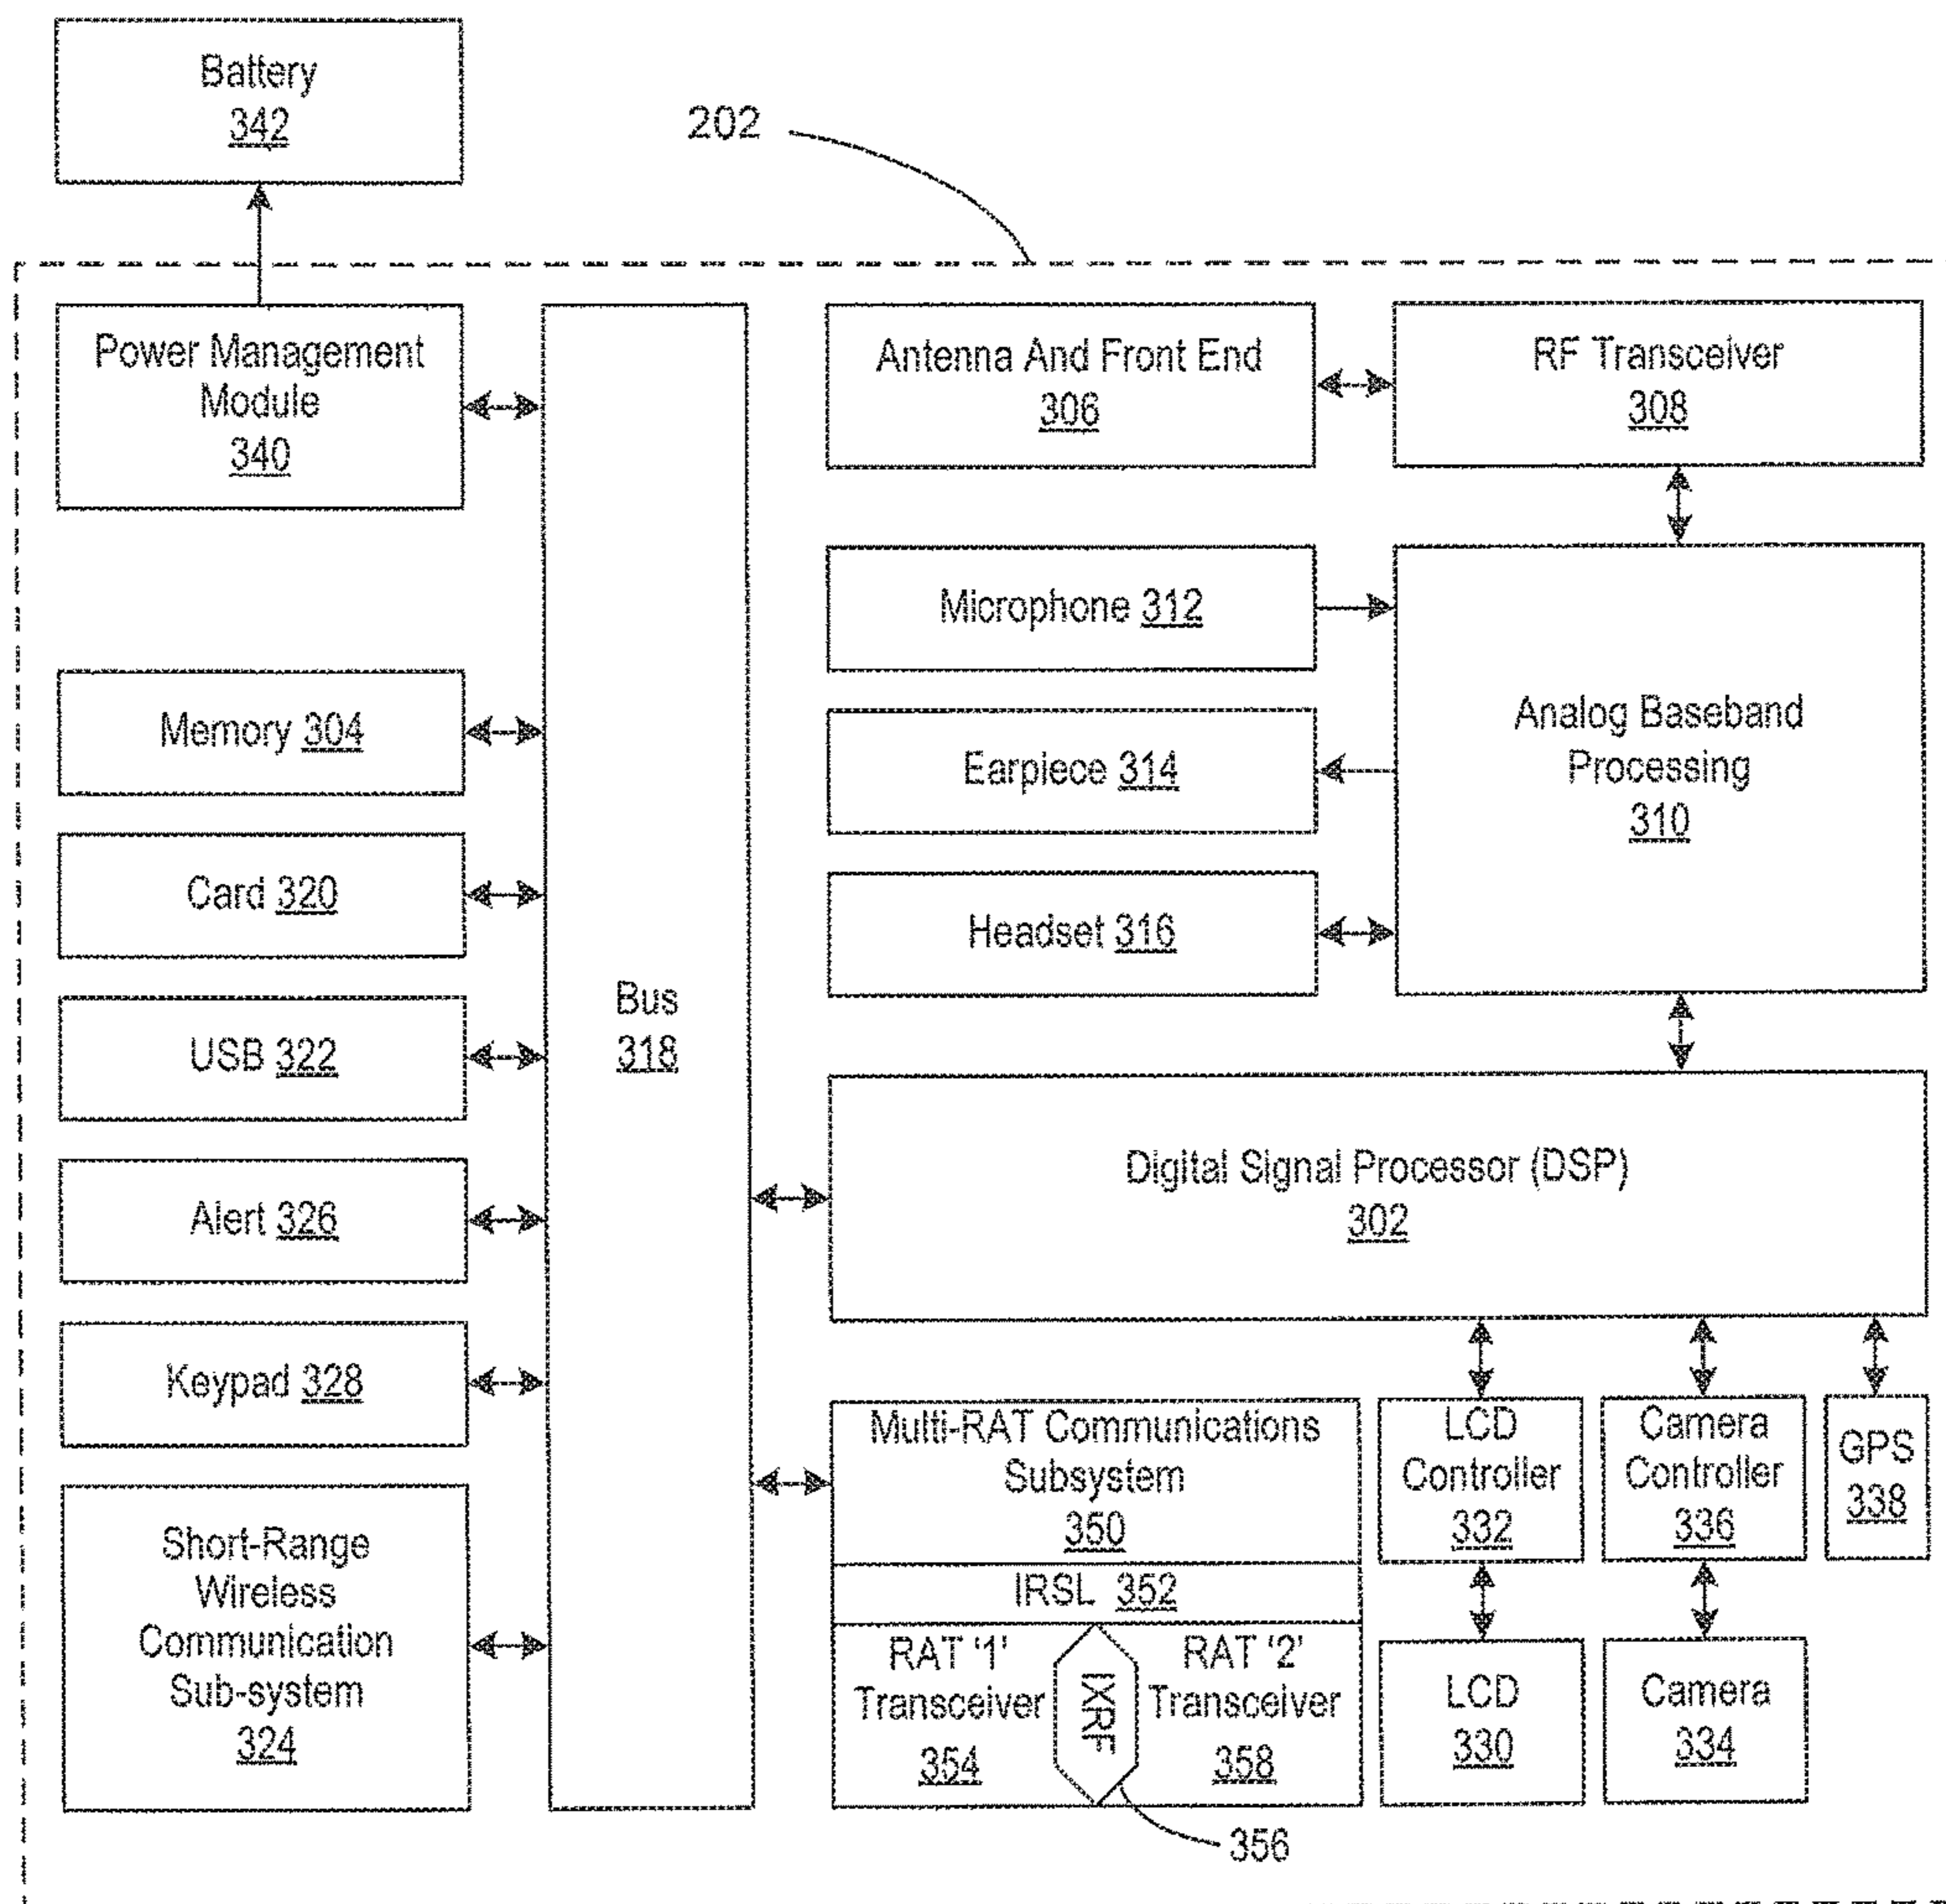 Battery
342
202
Power Management
Module
340
Antenna And Front End
306
RF Transceiver
308
Microphone 312
Analog Baseband
Processing
310
Memory 304
Earpiece 314
Card 320
Headset 316
Bus
318
USB 322
Digital Signal Processor (DSP)
302
Alert 326
Keypad 328
Multi-RAT Communications
Subsystem
350
LCD
Controller
332
Camera
Controller
336
GPS
338
Short-Range
Wireless
Communication
Sub-system
324
IRSL 352
RAT '1'
Transceiver
354
IXRF
RAT '2'
Transceiver
358
LCD
330
Camera
334
356